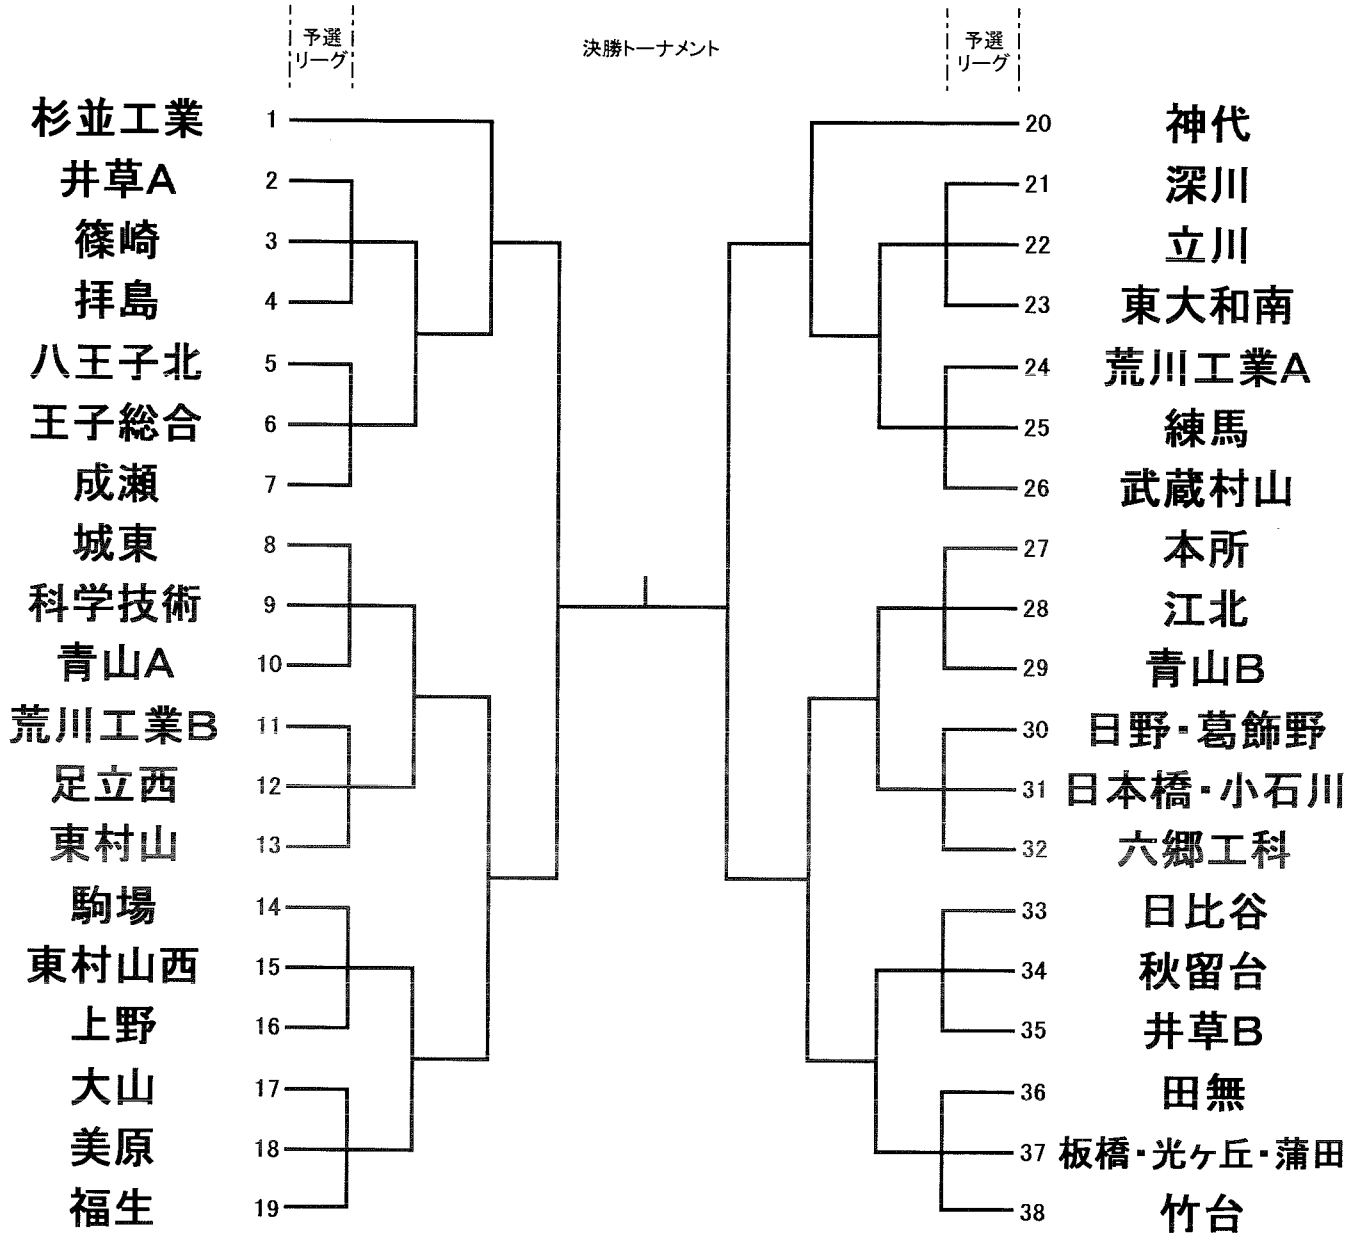 予選
リーグ
決勝トーナメント
予選
リーグ
杉並工業 1
井草A 2
篠崎 3
拝島 4
八王子北 5
王子総合 6
成瀬 7
城東 8
科学技術 9
青山A 10
荒川工業B 11
足立西 12
東村山 13
駒場 14
東村山西 15
上野 16
大山 17
美原 18
福生 19
20 神代
21 深川
22 立川
23 東大和南
24 荒川工業A
25 練馬
26 武蔵村山
27 本所
28 江北
29 青山B
30 日野・葛飾野
31 日本橋・小石川
32 六郷工科
33 日比谷
34 秋留台
35 井草B
36 田無
37 板橋・光ヶ丘・蒲田
38 竹台